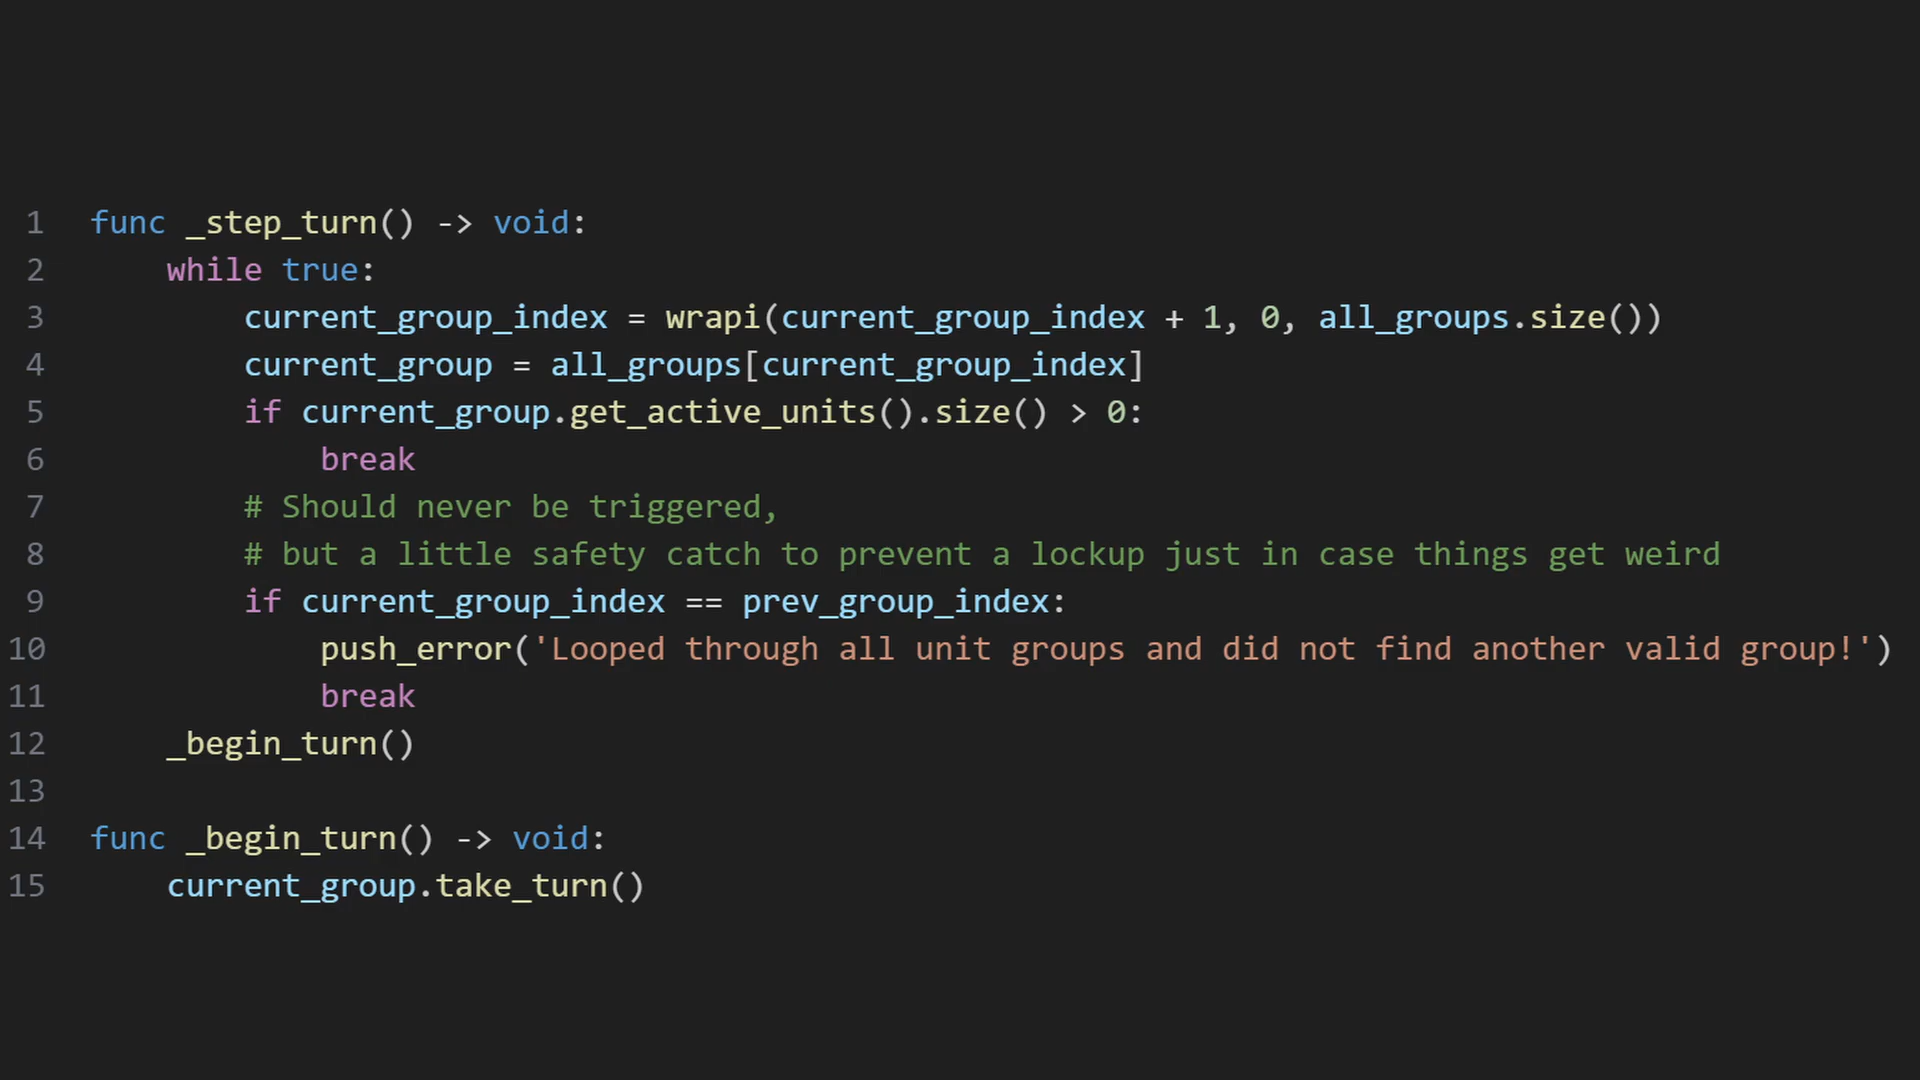 1 func _step_turn() -> void:
2 while true:
3 current_group_index = wrapi(current_group_index + 1, 0, all_groups.size())
4 current_group = all_groups[current_group_index]
5 if current_group.get_active_units().size() > 0:
6 break
7 # Should never be triggered,
8 # but a little safety catch to prevent a lockup just in case things get weird
9 if current_group_index == prev_group_index:
10 push_error('Looped through all unit groups and did not find another valid group!')
11 break
12 _begin_turn()
13
14 func _begin_turn() -> void:
15 current_group.take_turn()